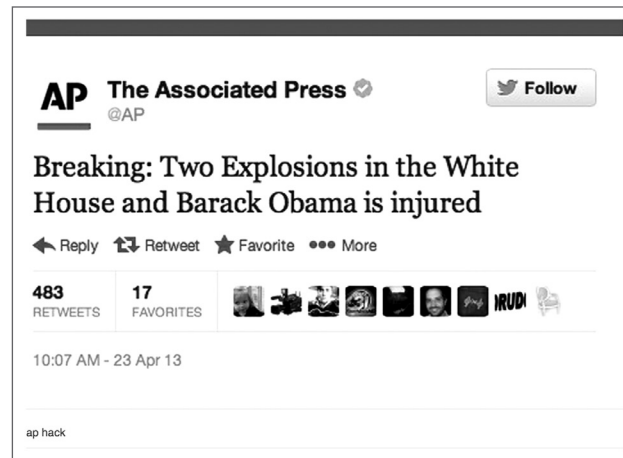 AP The Associated Press Follow
@AP
Breaking: Two Explosions in the White
House and Barack Obama is injured
Reply Retweet Favorite More
483 17
RETWEETS FAVORITES
RUD
10:07 AM - 23 Apr 13
ap hack